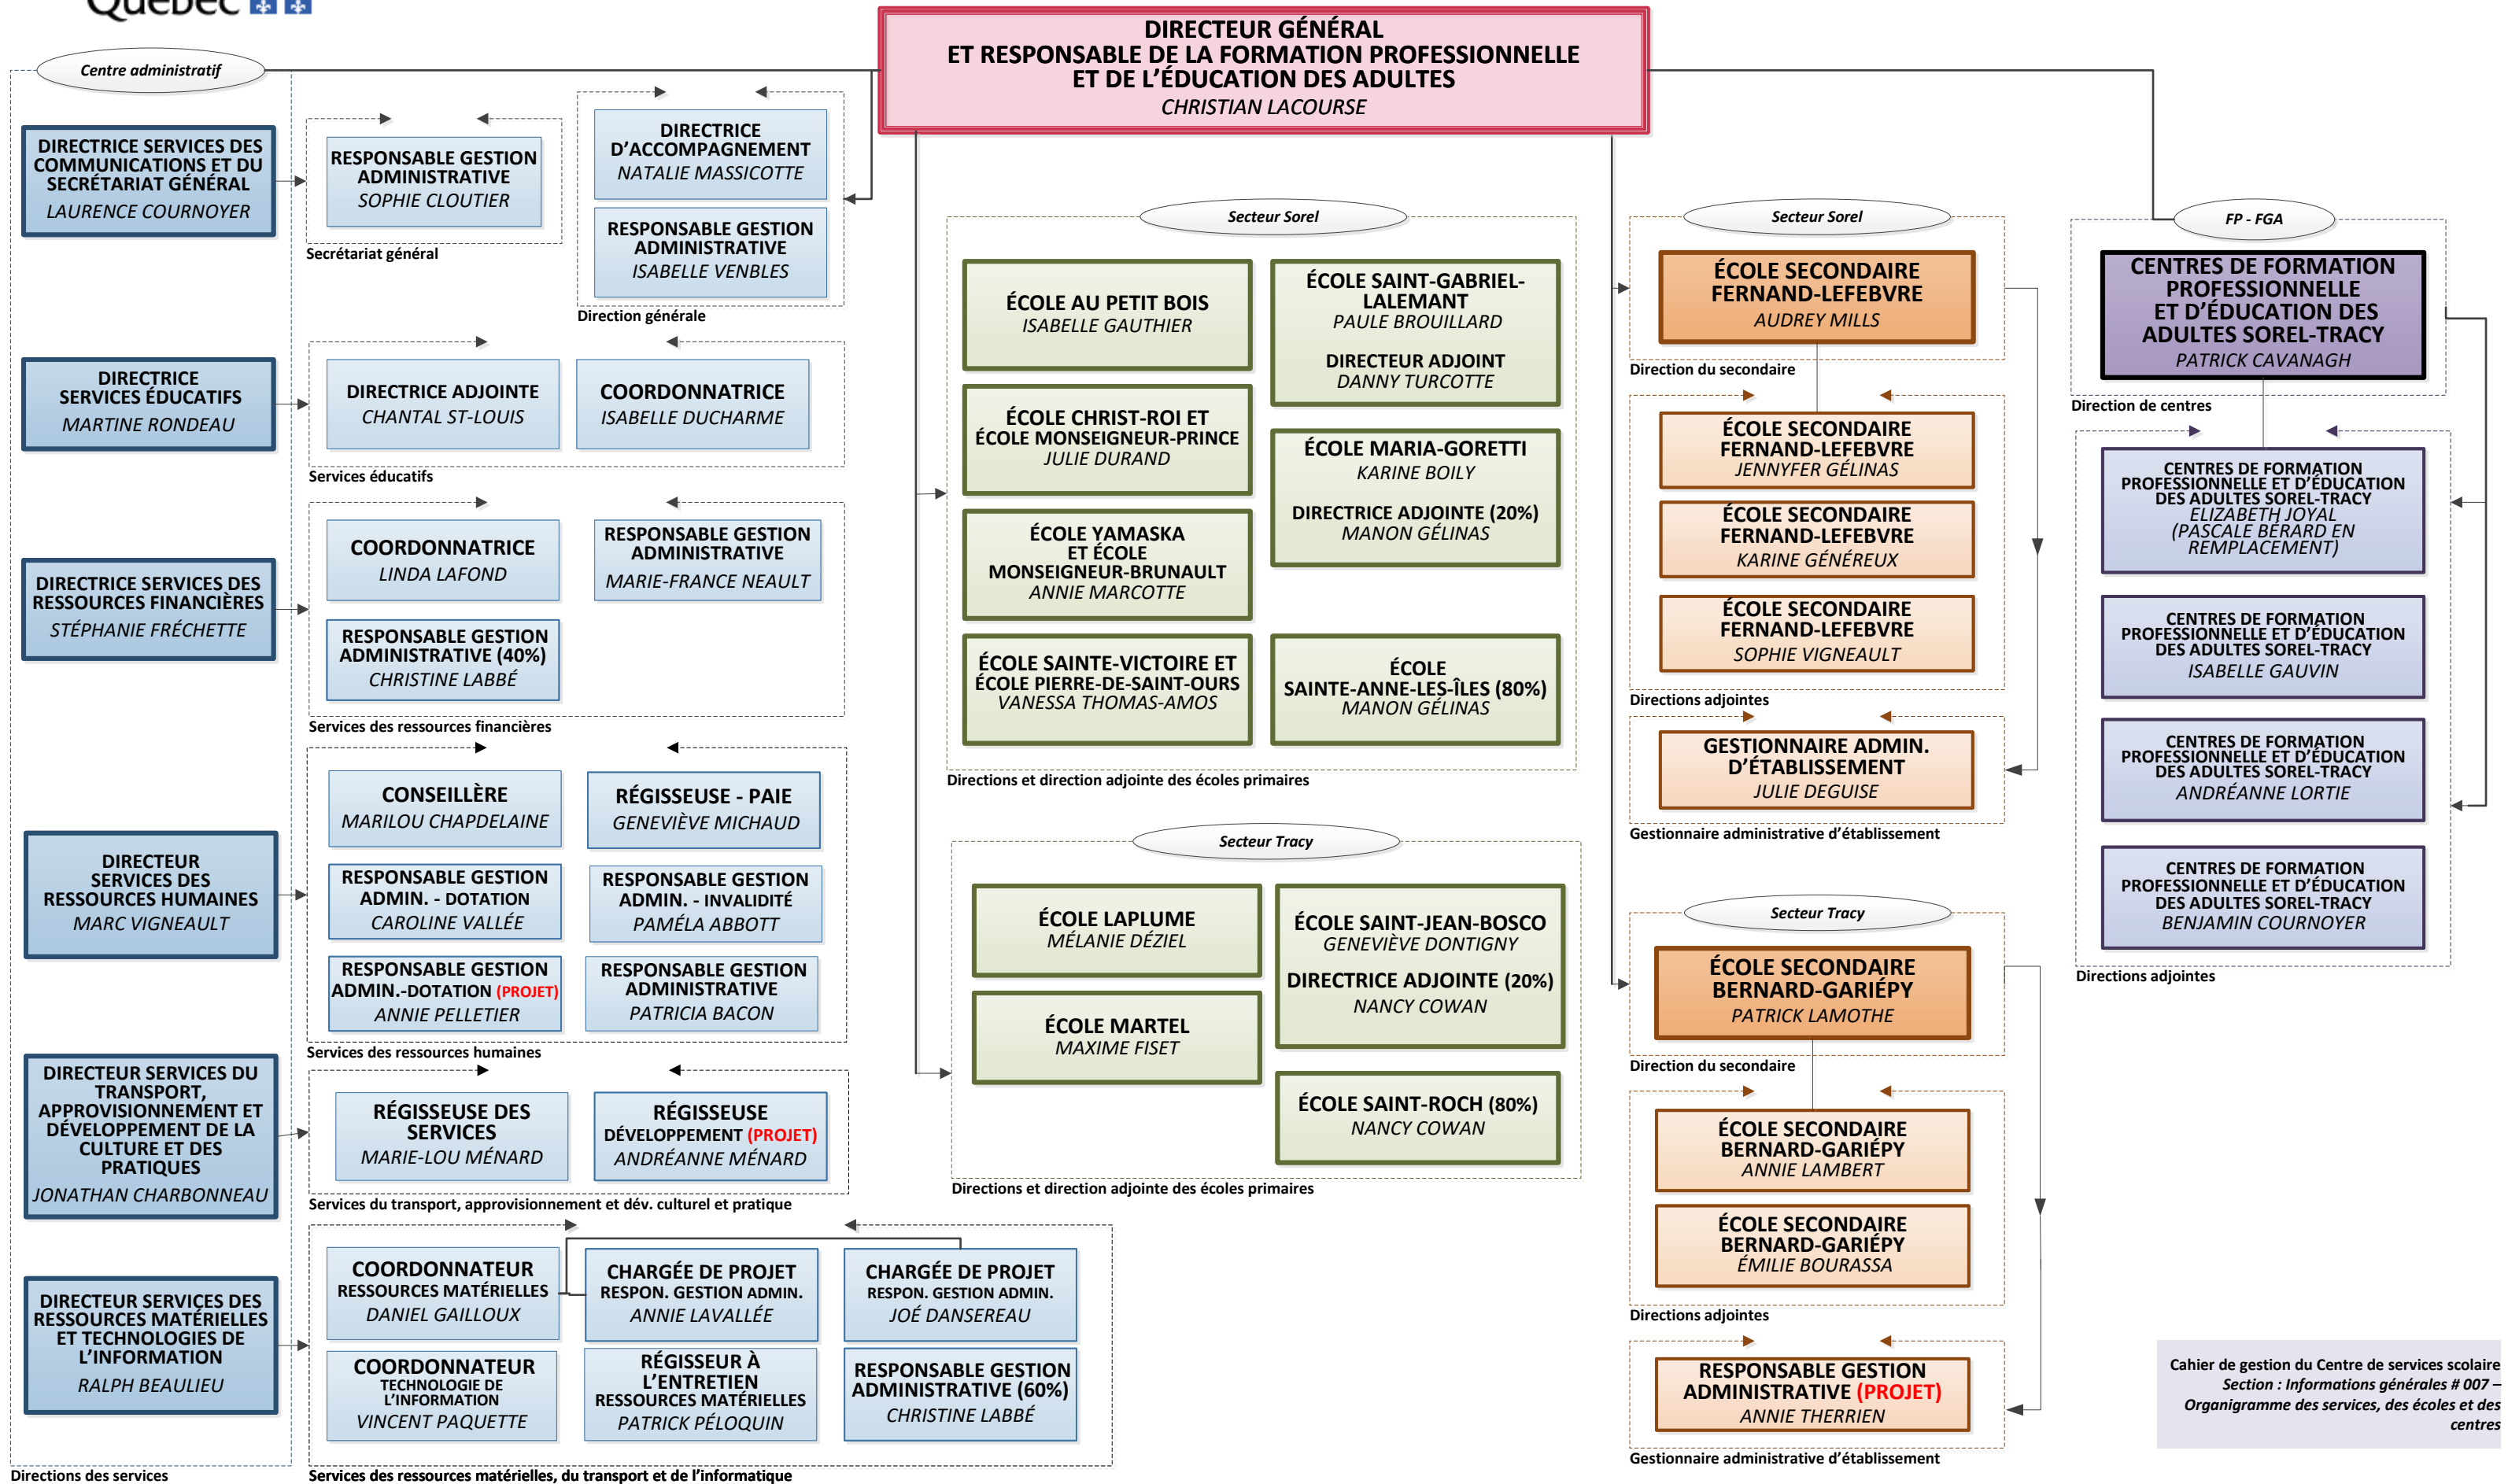 Québec
DIRECTEUR GÉNÉRAL
ET RESPONSABLE DE LA FORMATION PROFESSIONNELLE
ET DE L'ÉDUCATION DES ADULTES
CHRISTIAN LACOURSE
Centre administratif
DIRECTRICE SERVICES DES
COMMUNICATIONS ET DU
SECRÉTARIAT GÉNÉRAL
LAURENCE COURNOYER
RESPONSABLE GESTION
ADMINISTRATIVE
SOPHIE CLOUTIER
Secrétariat général
DIRECTRICE
D'ACCOMPAGNEMENT
NATALIE MASSICOTTE
RESPONSABLE GESTION
ADMINISTRATIVE
ISABELLE VENBLES
Direction générale
DIRECTRICE
SERVICES ÉDUCATIFS
MARTINE RONDEAU
DIRECTRICE ADJOINTE
CHANTAL ST-LOUIS
COORDONNATRICE
ISABELLE DUCHARME
Services éducatifs
DIRECTRICE SERVICES DES
RESSOURCES FINANCIÈRES
STÉPHANIE FRÉCHETTE
COORDONNATRICE
LINDA LAFOND
RESPONSABLE GESTION
ADMINISTRATIVE
MARIE-FRANCE NEAULT
RESPONSABLE GESTION
ADMINISTRATIVE (40%)
CHRISTINE LABBÉ
Services des ressources financières
DIRECTEUR
SERVICES DES
RESSOURCES HUMAINES
MARC VIGNEAULT
CONSEILLÈRE
MARILOU CHAPDELAINE
RÉGISSEUSE - PAIE
GENEVIÈVE MICHAUD
RESPONSABLE GESTION
ADMIN. - DOTATION
CAROLINE VALLÉE
RESPONSABLE GESTION
ADMIN. - INVALIDITÉ
PAMÉLA ABBOTT
RESPONSABLE GESTION
ADMIN.-DOTATION (PROJET)
ANNIE PELLETIER
RESPONSABLE GESTION
ADMINISTRATIVE
PATRICIA BACON
Services des ressources humaines
DIRECTEUR SERVICES DU
TRANSPORT,
APPROVISIONNEMENT ET
DÉVELOPPEMENT DE LA
CULTURE ET DES
PRATIQUES
JONATHAN CHARBONNEAU
RÉGISSEUSE DES
SERVICES
MARIE-LOU MÉNARD
RÉGISSEUSE
DÉVELOPPEMENT (PROJET)
ANDRÉANNE MÉNARD
Services du transport, approvisionnement et dév. culturel et pratique
DIRECTEUR SERVICES DES
RESSOURCES MATÉRIELLES
ET TECHNOLOGIES DE
L'INFORMATION
RALPH BEAULIEU
COORDONNATEUR
RESSOURCES MATÉRIELLES
DANIEL GAILLOUX
CHARGÉE DE PROJET
RESPON. GESTION ADMIN.
ANNIE LAVALLÉE
CHARGÉE DE PROJET
RESPON. GESTION ADMIN.
JOÉ DANSEREAU
COORDONNATEUR
TECHNOLOGIE DE
L'INFORMATION
VINCENT PAQUETTE
RÉGISSEUR À
L'ENTRETIEN
RESSOURCES MATÉRIELLES
PATRICK PÉLOQUIN
RESPONSABLE GESTION
ADMINISTRATIVE (60%)
CHRISTINE LABBÉ
Directions des services
Services des ressources matérielles, du transport et de l'informatique
Secteur Sorel
ÉCOLE AU PETIT BOIS
ISABELLE GAUTHIER
ÉCOLE SAINT-GABRIEL-
LALEMANT
PAULE BROUILLARD
DIRECTEUR ADJOINT
DANNY TURCOTTE
ÉCOLE CHRIST-ROI ET
ÉCOLE MONSEIGNEUR-PRINCE
JULIE DURAND
ÉCOLE MARIA-GORETTI
KARINE BOILY
DIRECTRICE ADJOINTE (20%)
MANON GÉLINAS
ÉCOLE YAMASKA
ET ÉCOLE
MONSEIGNEUR-BRUNAULT
ANNIE MARCOTTE
ÉCOLE SAINTE-VICTOIRE ET
ÉCOLE PIERRE-DE-SAINT-OURS
VANESSA THOMAS-AMOS
ÉCOLE
SAINTE-ANNE-LES-ÎLES (80%)
MANON GÉLINAS
Directions et direction adjointe des écoles primaires
Secteur Tracy
ÉCOLE LAPLUME
MÉLANIE DÉZIEL
ÉCOLE SAINT-JEAN-BOSCO
GENEVIÈVE DONTIGNY
DIRECTRICE ADJOINTE (20%)
NANCY COWAN
ÉCOLE MARTEL
MAXIME FISET
ÉCOLE SAINT-ROCH (80%)
NANCY COWAN
Directions et direction adjointe des écoles primaires
Secteur Sorel
ÉCOLE SECONDAIRE
FERNAND-LEFEBVRE
AUDREY MILLS
Direction du secondaire
ÉCOLE SECONDAIRE
FERNAND-LEFEBVRE
JENNYFER GÉLINAS
ÉCOLE SECONDAIRE
FERNAND-LEFEBVRE
KARINE GÉNÉREUX
ÉCOLE SECONDAIRE
FERNAND-LEFEBVRE
SOPHIE VIGNEAULT
Directions adjointes
GESTIONNAIRE ADMIN.
D'ÉTABLISSEMENT
JULIE DEGUISE
Gestionnaire administrative d'établissement
Secteur Tracy
ÉCOLE SECONDAIRE
BERNARD-GARIÉPY
PATRICK LAMOTHE
Direction du secondaire
ÉCOLE SECONDAIRE
BERNARD-GARIÉPY
ANNIE LAMBERT
ÉCOLE SECONDAIRE
BERNARD-GARIÉPY
ÉMILIE BOURASSA
Directions adjointes
RESPONSABLE GESTION
ADMINISTRATIVE (PROJET)
ANNIE THERRIEN
Gestionnaire administrative d'établissement
FP - FGA
CENTRES DE FORMATION
PROFESSIONNELLE
ET D'ÉDUCATION DES
ADULTES SOREL-TRACY
PATRICK CAVANAGH
Direction de centres
CENTRES DE FORMATION
PROFESSIONNELLE ET D'ÉDUCATION
DES ADULTES SOREL-TRACY
ELIZABETH JOYAL
(PASCALE BÉRARD EN
REMPLACEMENT)
CENTRES DE FORMATION
PROFESSIONNELLE ET D'ÉDUCATION
DES ADULTES SOREL-TRACY
ISABELLE GAUVIN
CENTRES DE FORMATION
PROFESSIONNELLE ET D'ÉDUCATION
DES ADULTES SOREL-TRACY
ANDRÉANNE LORTIE
CENTRES DE FORMATION
PROFESSIONNELLE ET D'ÉDUCATION
DES ADULTES SOREL-TRACY
BENJAMIN COURNOYER
Directions adjointes
Cahier de gestion du Centre de services scolaire
Section : Informations générales # 007 –
Organigramme des services, des écoles et des
centres